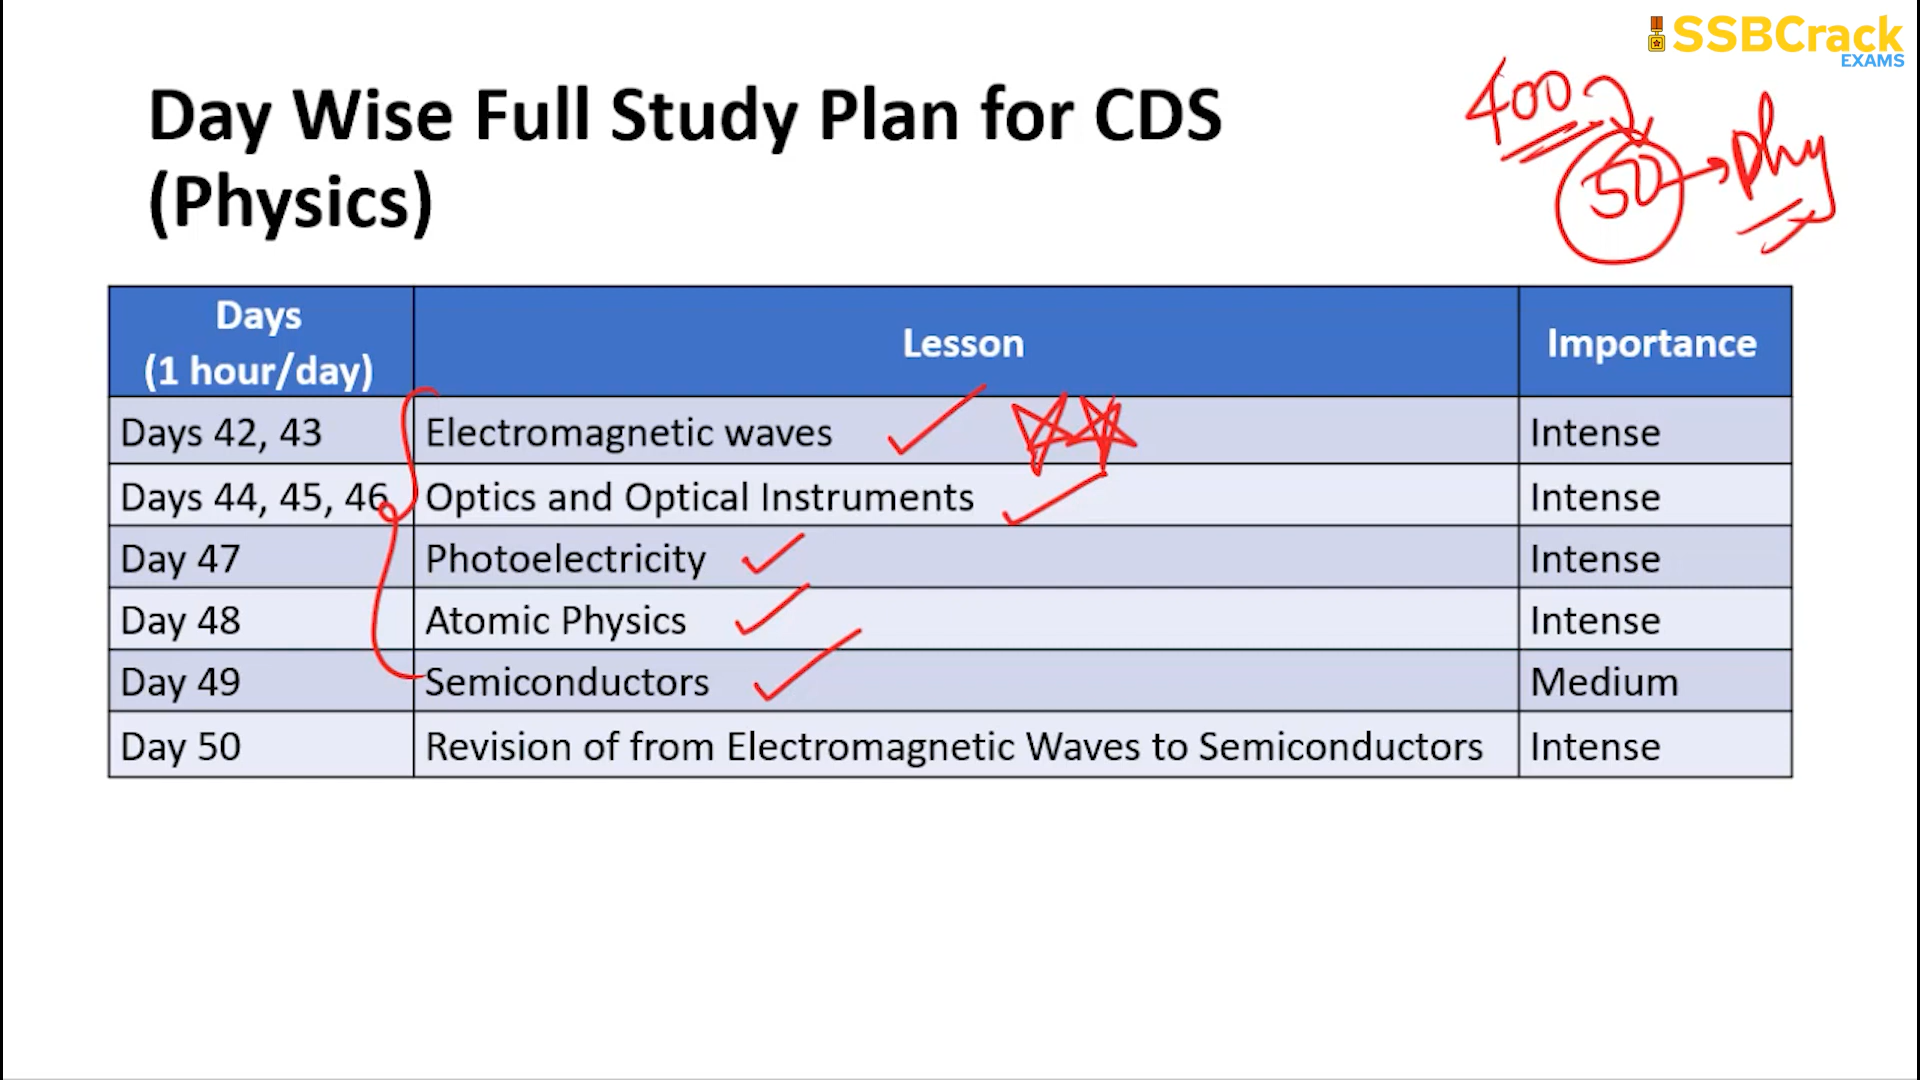 SSBCrack
EXAMS
Day Wise Full Study Plan for CDS
(Physics)
400
50
phy
Days
(1 hour/day) Lesson Importance
Days 42, 43 Electromagnetic waves Intense
Days 44, 45, 46 Optics and Optical Instruments Intense
Day 47 Photoelectricity Intense
Day 48 Atomic Physics Intense
Day 49 Semiconductors Medium
Day 50 Revision of from Electromagnetic Waves to Semiconductors Intense